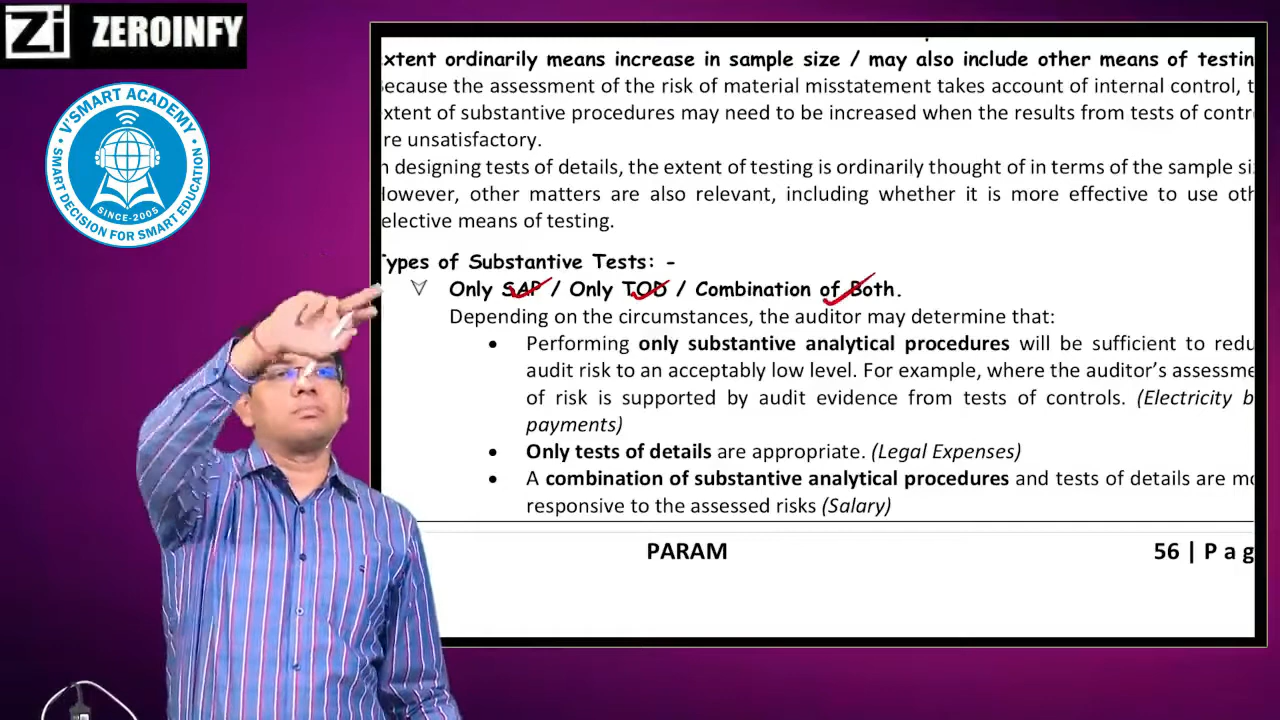 Zi ZEROINFY
V'SMART ACADEMY
SMART DECISION FOR SMART EDUCATION
SINCE-2005
xtent ordinarily means increase in sample size / may also include other means of testin
ecause the assessment of the risk of material misstatement takes account of internal control, t
xtent of substantive procedures may need to be increased when the results from tests of contr
re unsatisfactory.
n designing tests of details, the extent of testing is ordinarily thought of in terms of the sample si
owever, other matters are also relevant, including whether it is more effective to use oth
elective means of testing.
ypes of Substantive Tests: -
Only SAP / Only TOD / Combination of Both.
Depending on the circumstances, the auditor may determine that:
• Performing only substantive analytical procedures will be sufficient to redu
audit risk to an acceptably low level. For example, where the auditor's assessme
of risk is supported by audit evidence from tests of controls. (Electricity b
payments)
• Only tests of details are appropriate. (Legal Expenses)
• A combination of substantive analytical procedures and tests of details are mo
responsive to the assessed risks (Salary)
PARAM
56 | P a g